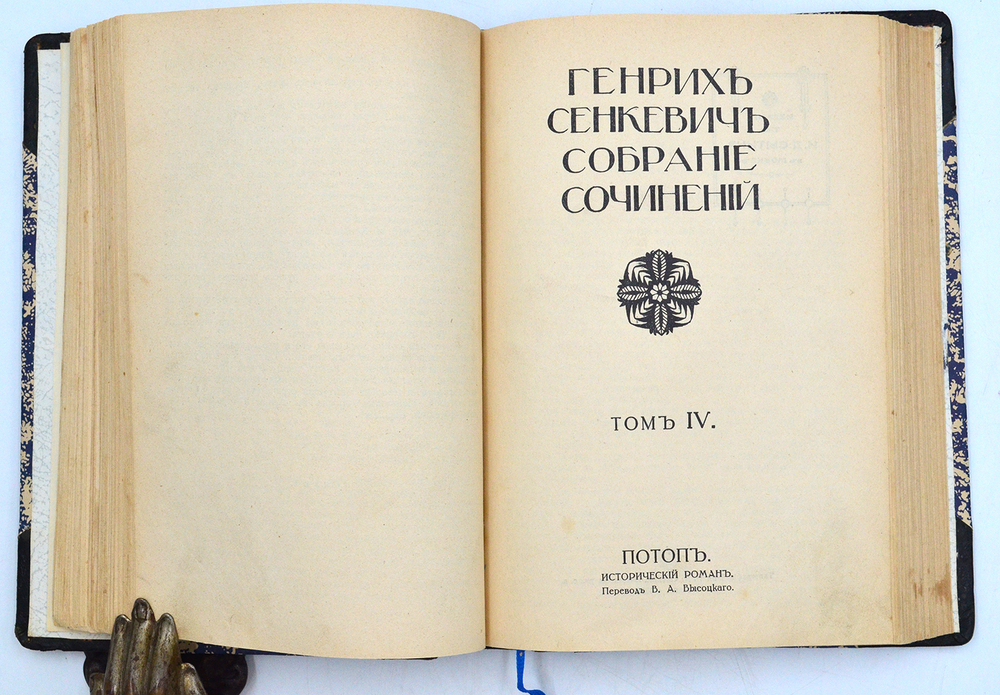 ГЕНРИХЪ
СЕНКЕВИЧЪ
СОБРАНІЕ
СОЧИНЕНІЙ
ТОМЪ IV.
ПОТОПЪ.
ИСТОРИЧЕСКІЙ РОМАНЪ.
Переводъ В. А. Высоцкаго.